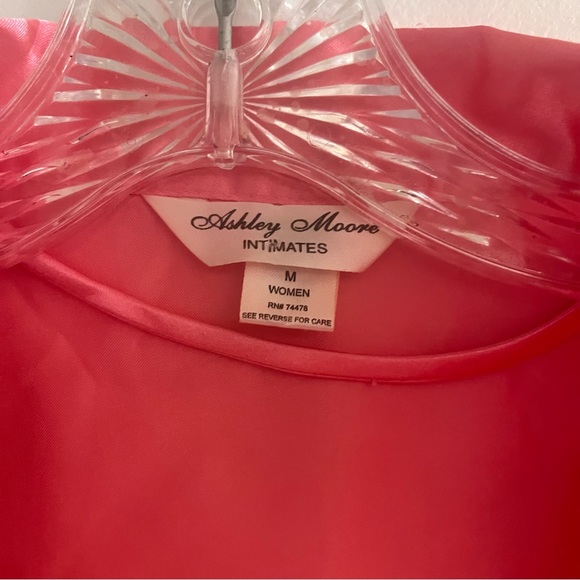 Ashley Moore
INTIMATES
M
WOMEN
RN# 74478
SEE REVERSE FOR CARE